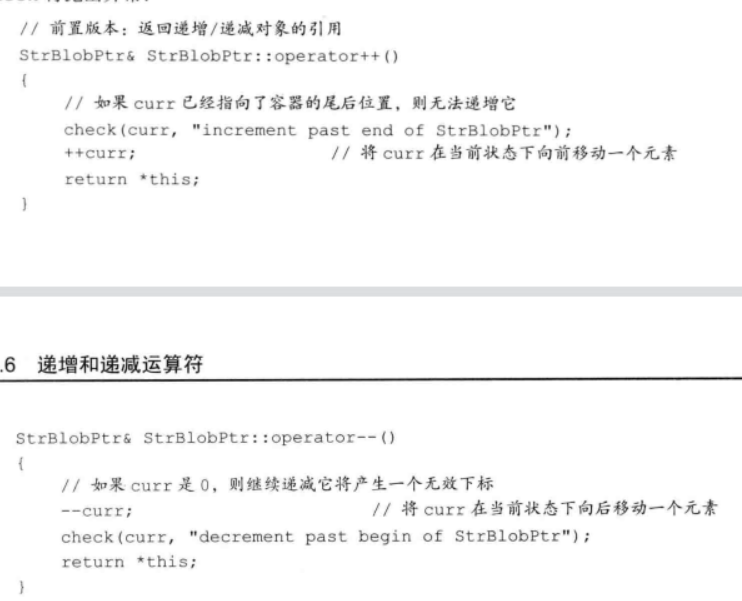 // 前置版本：返回递增/递减对象的引用
StrBlobPtr& StrBlobPtr::operator++()
{
// 如果 curr 已经指向了容器的尾后位置，则无法递增它
check(curr, "increment past end of StrBlobPtr");
++curr; // 将 curr 在当前状态下向前移动一个元素
return *this;
}
.6 递增和递减运算符
StrBlobPtr& StrBlobPtr::operator--()
{
// 如果 curr 是 0，则继续递减它将产生一个无效下标
--curr; // 将 curr 在当前状态下向后移动一个元素
check(curr, "decrement past begin of StrBlobPtr");
return *this;
}